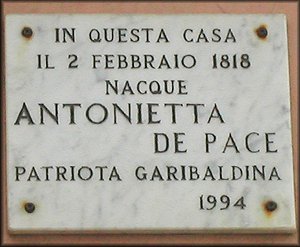 IN QUESTA CASA
IL 2 FEBBRAIO 1818
NACQUE
ANTONIETTA
DE PACE
PATRIOTA GARIBALDINA
1994